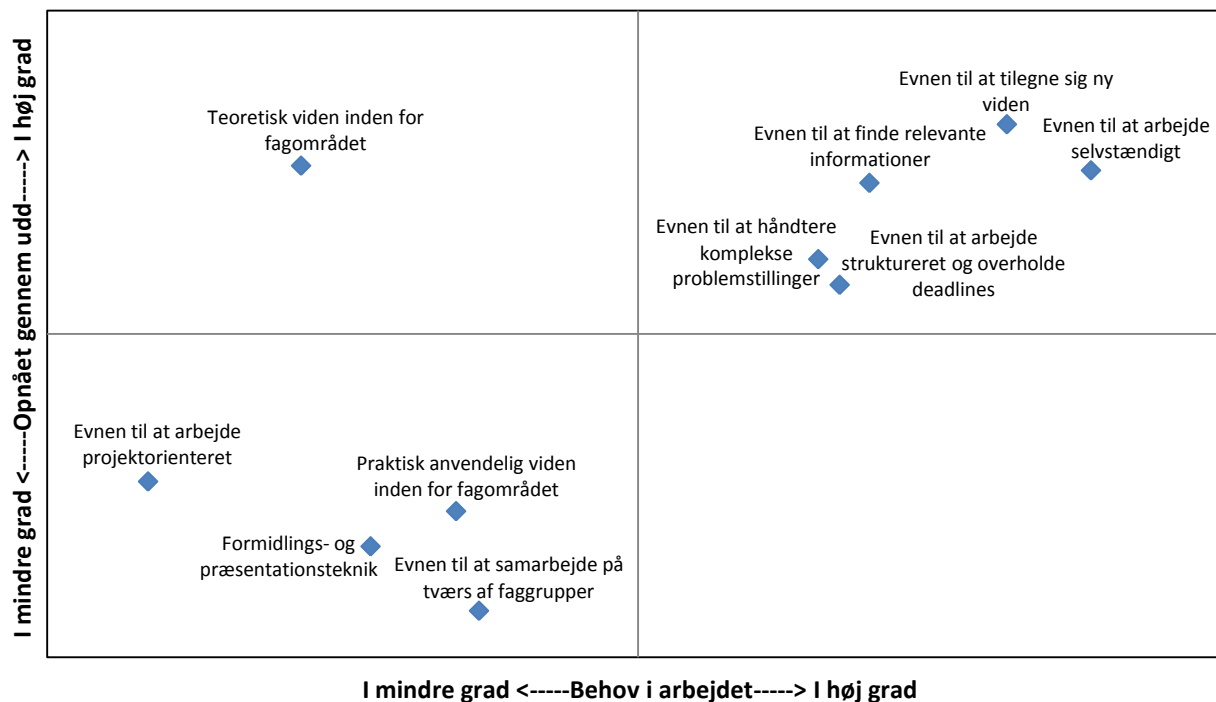 I mindre grad <-----Opnået gennem udd-----> I høj grad
Teoretisk viden inden for
fagområdet
Evnen til at tilegne sig ny
viden
Evnen til at finde relevante
informationer
Evnen til at arbejde
selvstændigt
Evnen til at håndtere
komplekse
problemstillinger
Evnen til at arbejde
struktureret og overholde
deadlines
Evnen til at arbejde
projektorienteret
Praktisk anvendelig viden
inden for fagområdet
Formidlings- og
præsentationsteknik
Evnen til at samarbejde på
tværs af faggrupper
I mindre grad <-----Behov i arbejdet-----> I høj grad